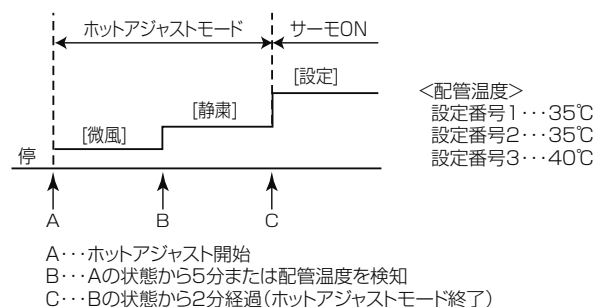 ホットアジャストモード サーモON
[設定]
[静粛]
[微風]
停
A B C
<配管温度>
設定番号1・・・35℃
設定番号2・・・35℃
設定番号3・・・40℃
A・・・ホットアジャスト開始
B・・・Aの状態から5分または配管温度を検知
C・・・Bの状態から2分経過(ホットアジャストモード終了)